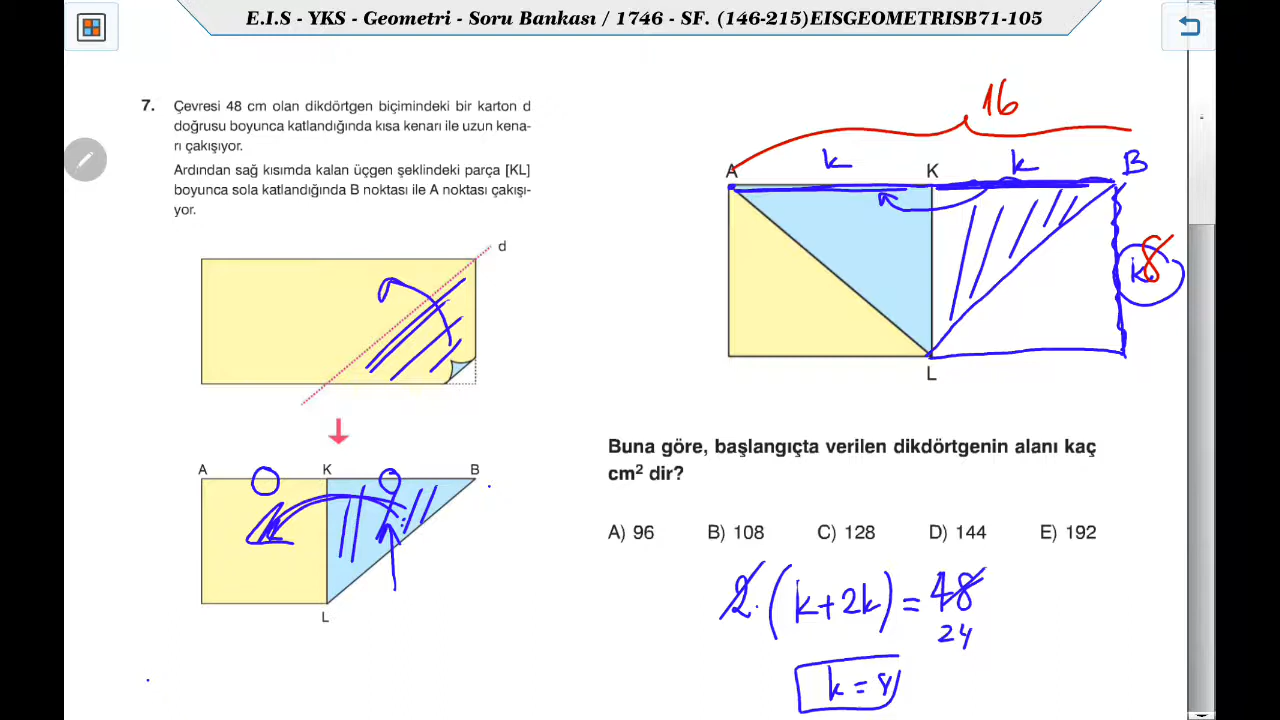 E.I.S - YKS - Geometri - Soru Bankası / 1746 - SF. (146-215)EISGEOMETRISB71-105
7. Çevresi 48 cm olan dikdörtgen biçimindeki bir karton d
doğrusu boyunca katlandığında kısa kenarı ile uzun kena-
rı çakışıyor.
Ardından sağ kısımda kalan üçgen şeklindeki parça [KL]
boyunca sola katlandığında B noktası ile A noktası çakışı-
yor.
d
A K B
L
16
k k
A K B
k 8
L
Buna göre, başlangıçta verilen dikdörtgenin alanı kaç
cm² dir?
A) 96 B) 108 C) 128 D) 144 E) 192
2.(k+2k) = 48
24
k = 8